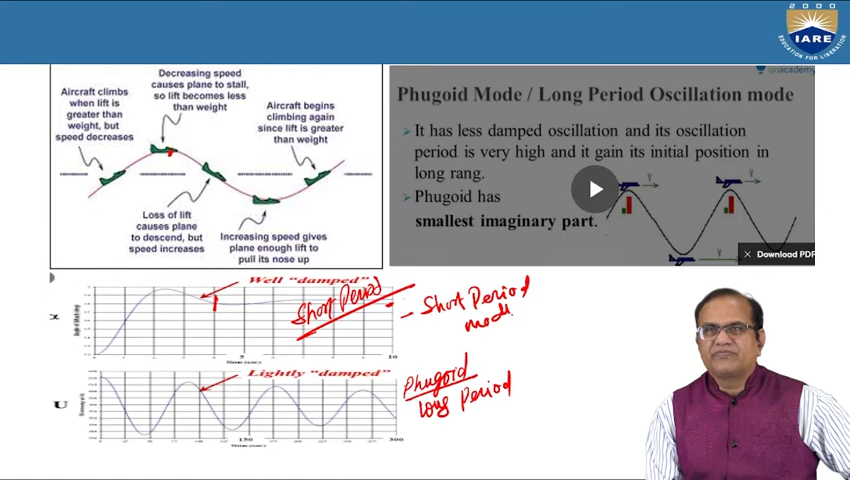 2000
IARE
EDUCATION FOR LIBERATION
Decreasing speed
causes plane to stall,
so lift becomes less
than weight
Aircraft climbs
when lift is
greater than
weight, but
speed decreases
Aircraft begins
climbing again
since lift is greater
than weight
Loss of lift
causes plane
to descend, but
speed increases
Increasing speed gives
plane enough lift to
pull its nose up
unacademy
Phugoid Mode / Long Period Oscillation mode
It has less damped oscillation and its oscillation
period is very high and it gain its initial position in
long rang.
Phugoid has
smallest imaginary part.
V
V
V
Download PDF
Well "damped"
Short Period
- Short Period
mode
α
5
10
Lightly "damped"
Phugoid
long Period
U
150
300